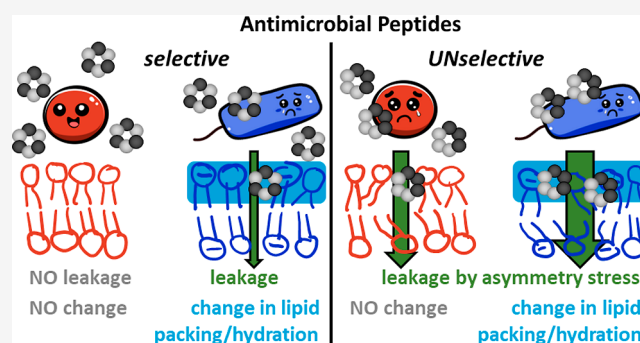 Antimicrobial Peptides
selective
UNselective
NO leakage
NO change
leakage
change in lipid
packing/hydration
leakage by asymmetry stress
NO change
change in lipid
packing/hydration